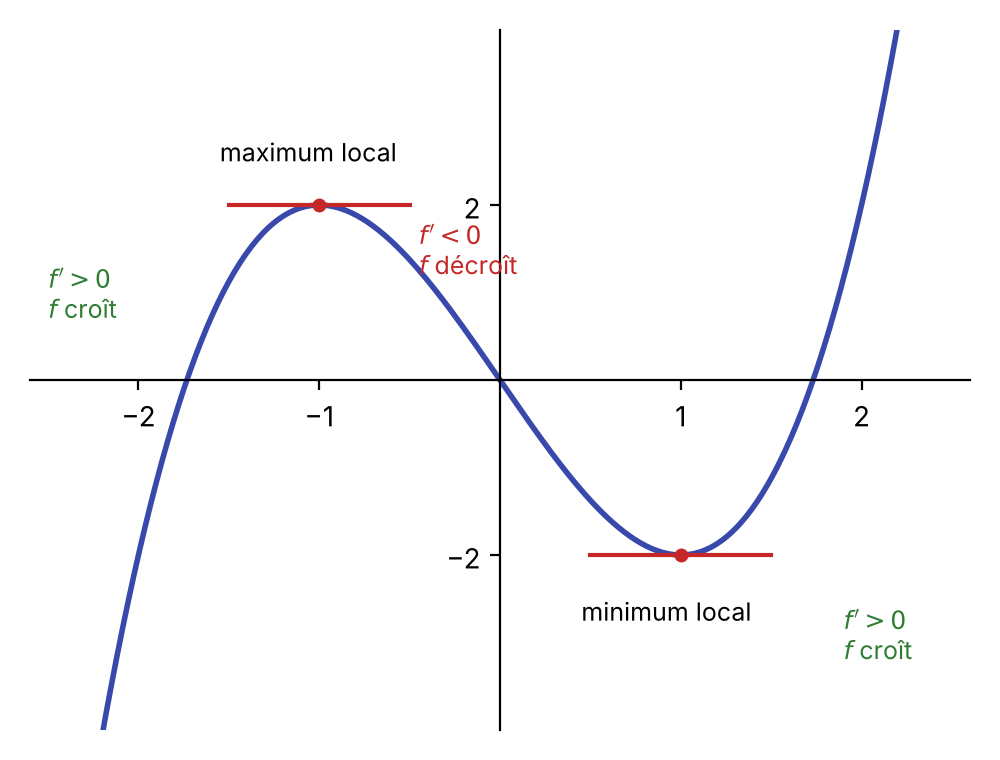 maximum local
2
f′ < 0
f décroît
f′ > 0
f croît
−2
−1
1
2
−2
minimum local
f′ > 0
f croît